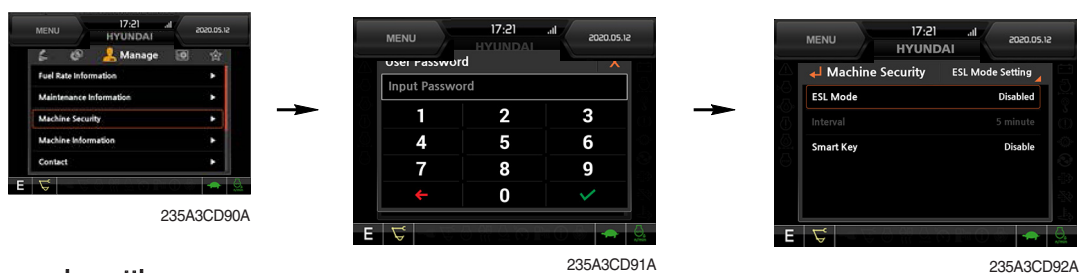 MENU
17:21
2020.05.12
HYUNDAI
Manage
Fuel Rate Information
Maintenance Information
Machine Security
Machine Information
Contact
E
235A3CD90A
MENU
17:21
2020.05.12
HYUNDAI
User Password
X
Input Password
1 2 3
4 5 6
7 8 9
0
E
235A3CD91A
MENU
17:21
2020.05.12
HYUNDAI
Machine Security ESL Mode Setting
ESL Mode Disabled
Interval 5 minute
Smart Key Disable
E
235A3CD92A